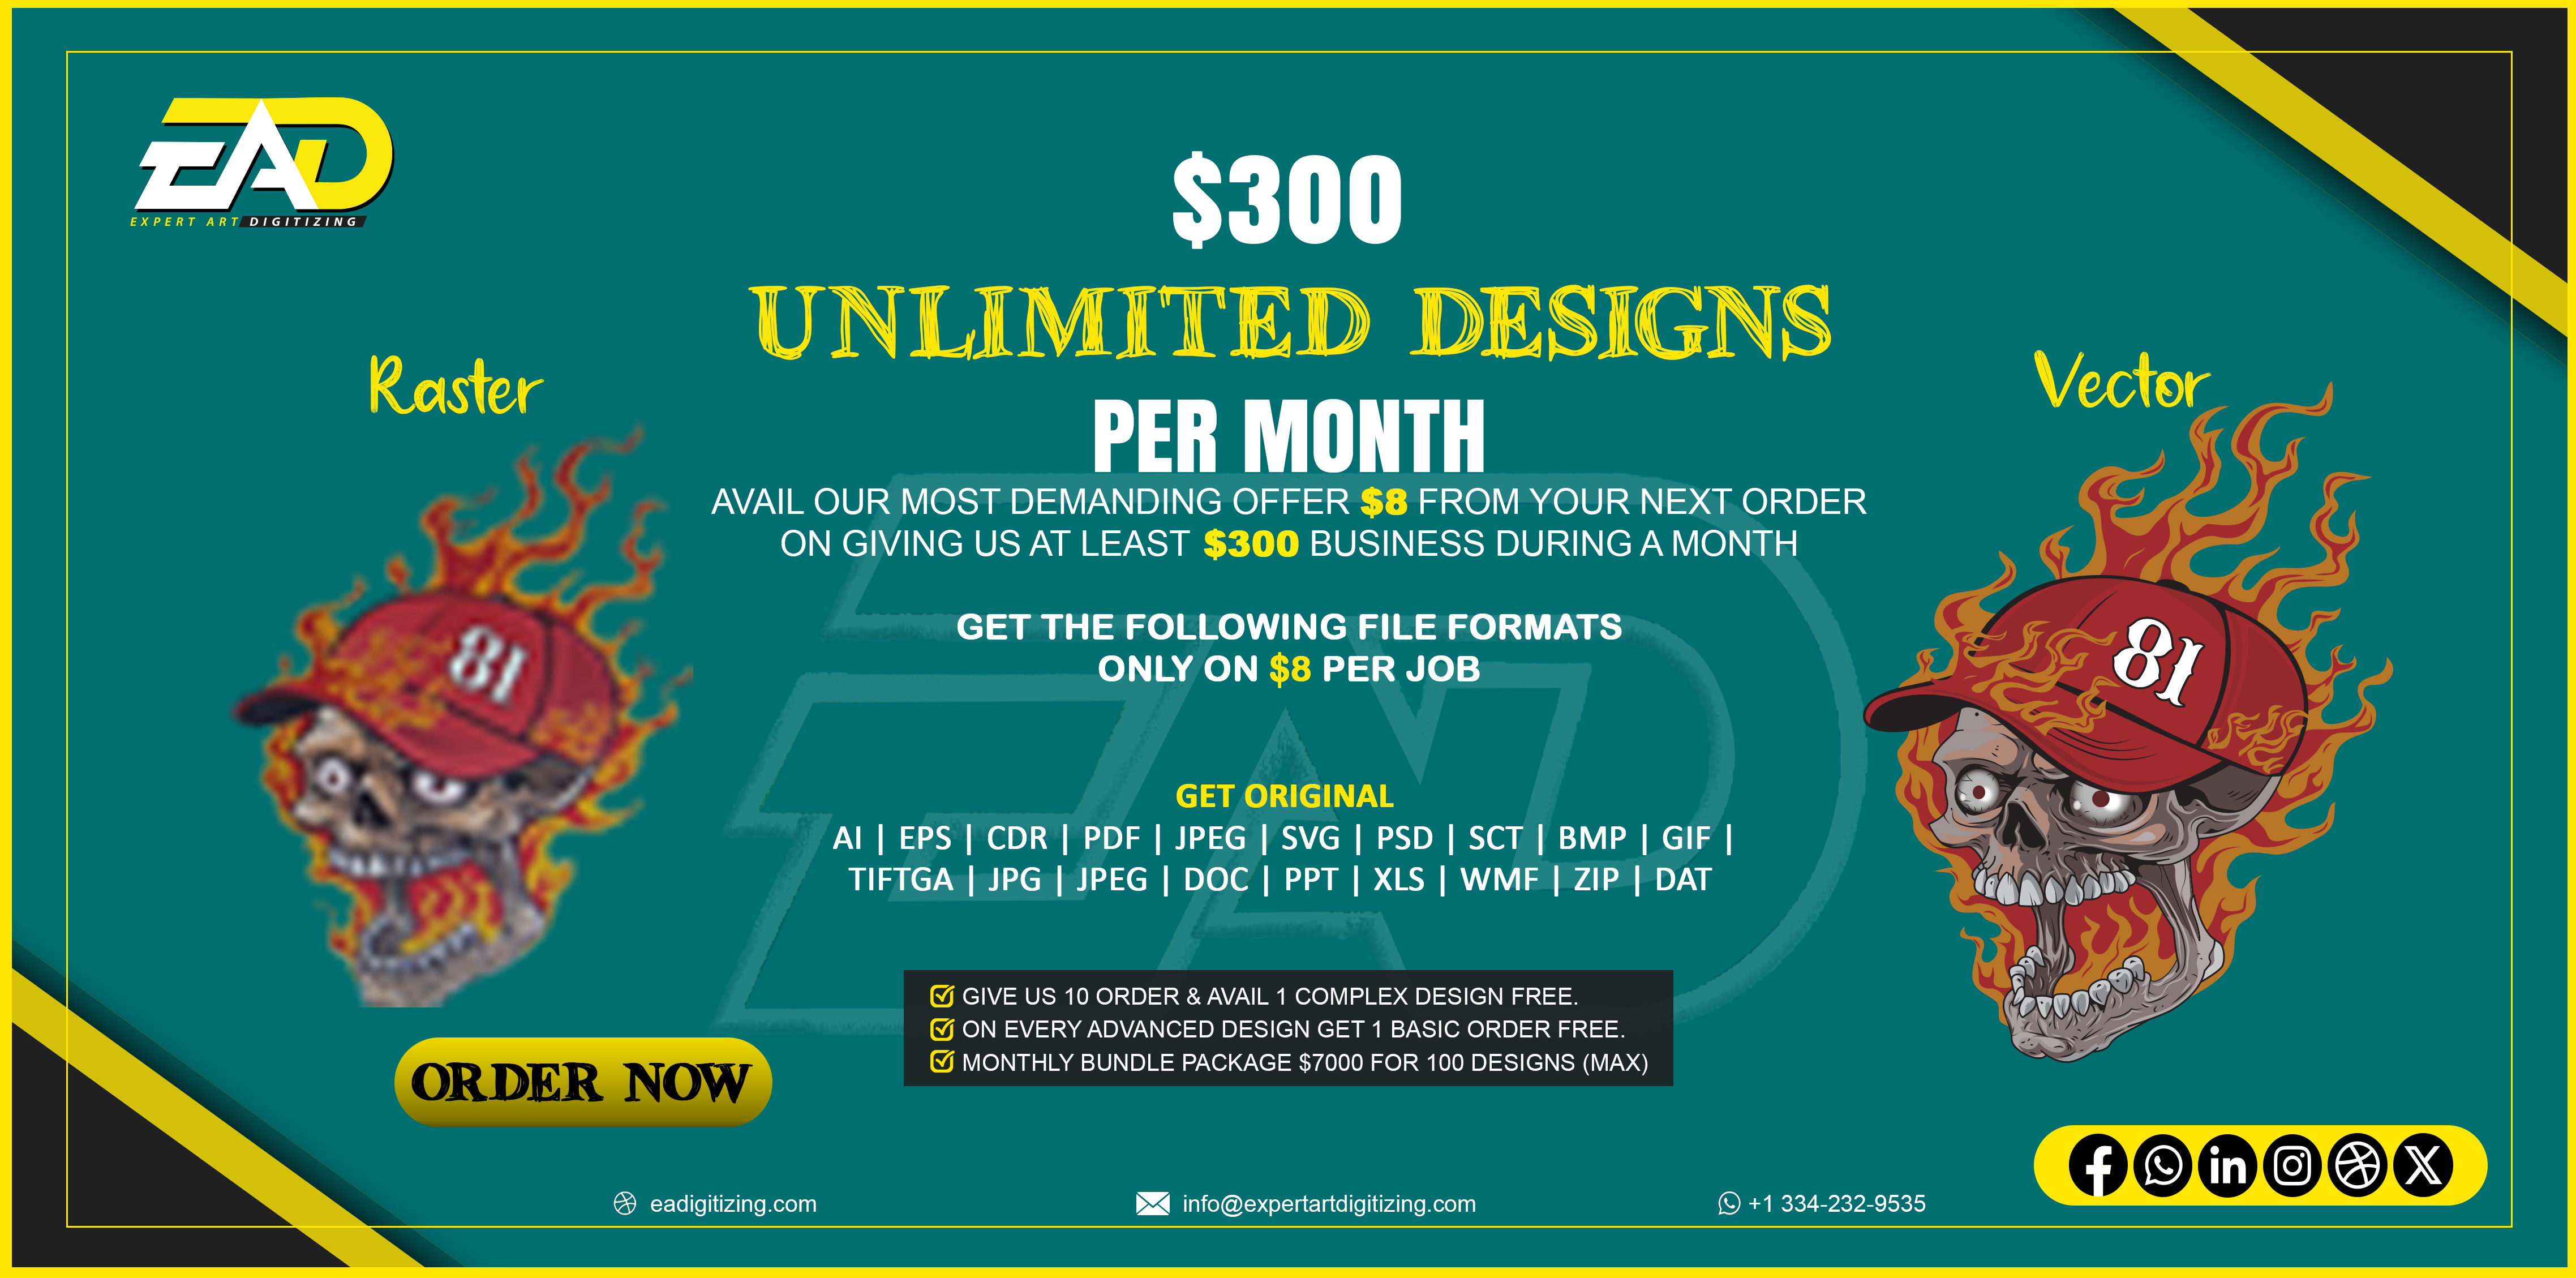 EAD
EXPERT ART DIGITIZING
$300
UNLIMITED DESIGNS
PER MONTH
AVAIL OUR MOST DEMANDING OFFER $8 FROM YOUR NEXT ORDER
ON GIVING US AT LEAST $300 BUSINESS DURING A MONTH
Raster
Vector
81
81
GET THE FOLLOWING FILE FORMATS
ONLY ON $8 PER JOB
GET ORIGINAL
AI | EPS | CDR | PDF | JPEG | SVG | PSD | SCT | BMP | GIF |
TIFTGA | JPG | JPEG | DOC | PPT | XLS | WMF | ZIP | DAT
EAD
GIVE US 10 ORDER & AVAIL 1 COMPLEX DESIGN FREE.
ON EVERY ADVANCED DESIGN GET 1 BASIC ORDER FREE.
MONTHLY BUNDLE PACKAGE $7000 FOR 100 DESIGNS (MAX)
ORDER NOW
eadigitizing.com
info@expertartdigitizing.com
+1 334-232-9535